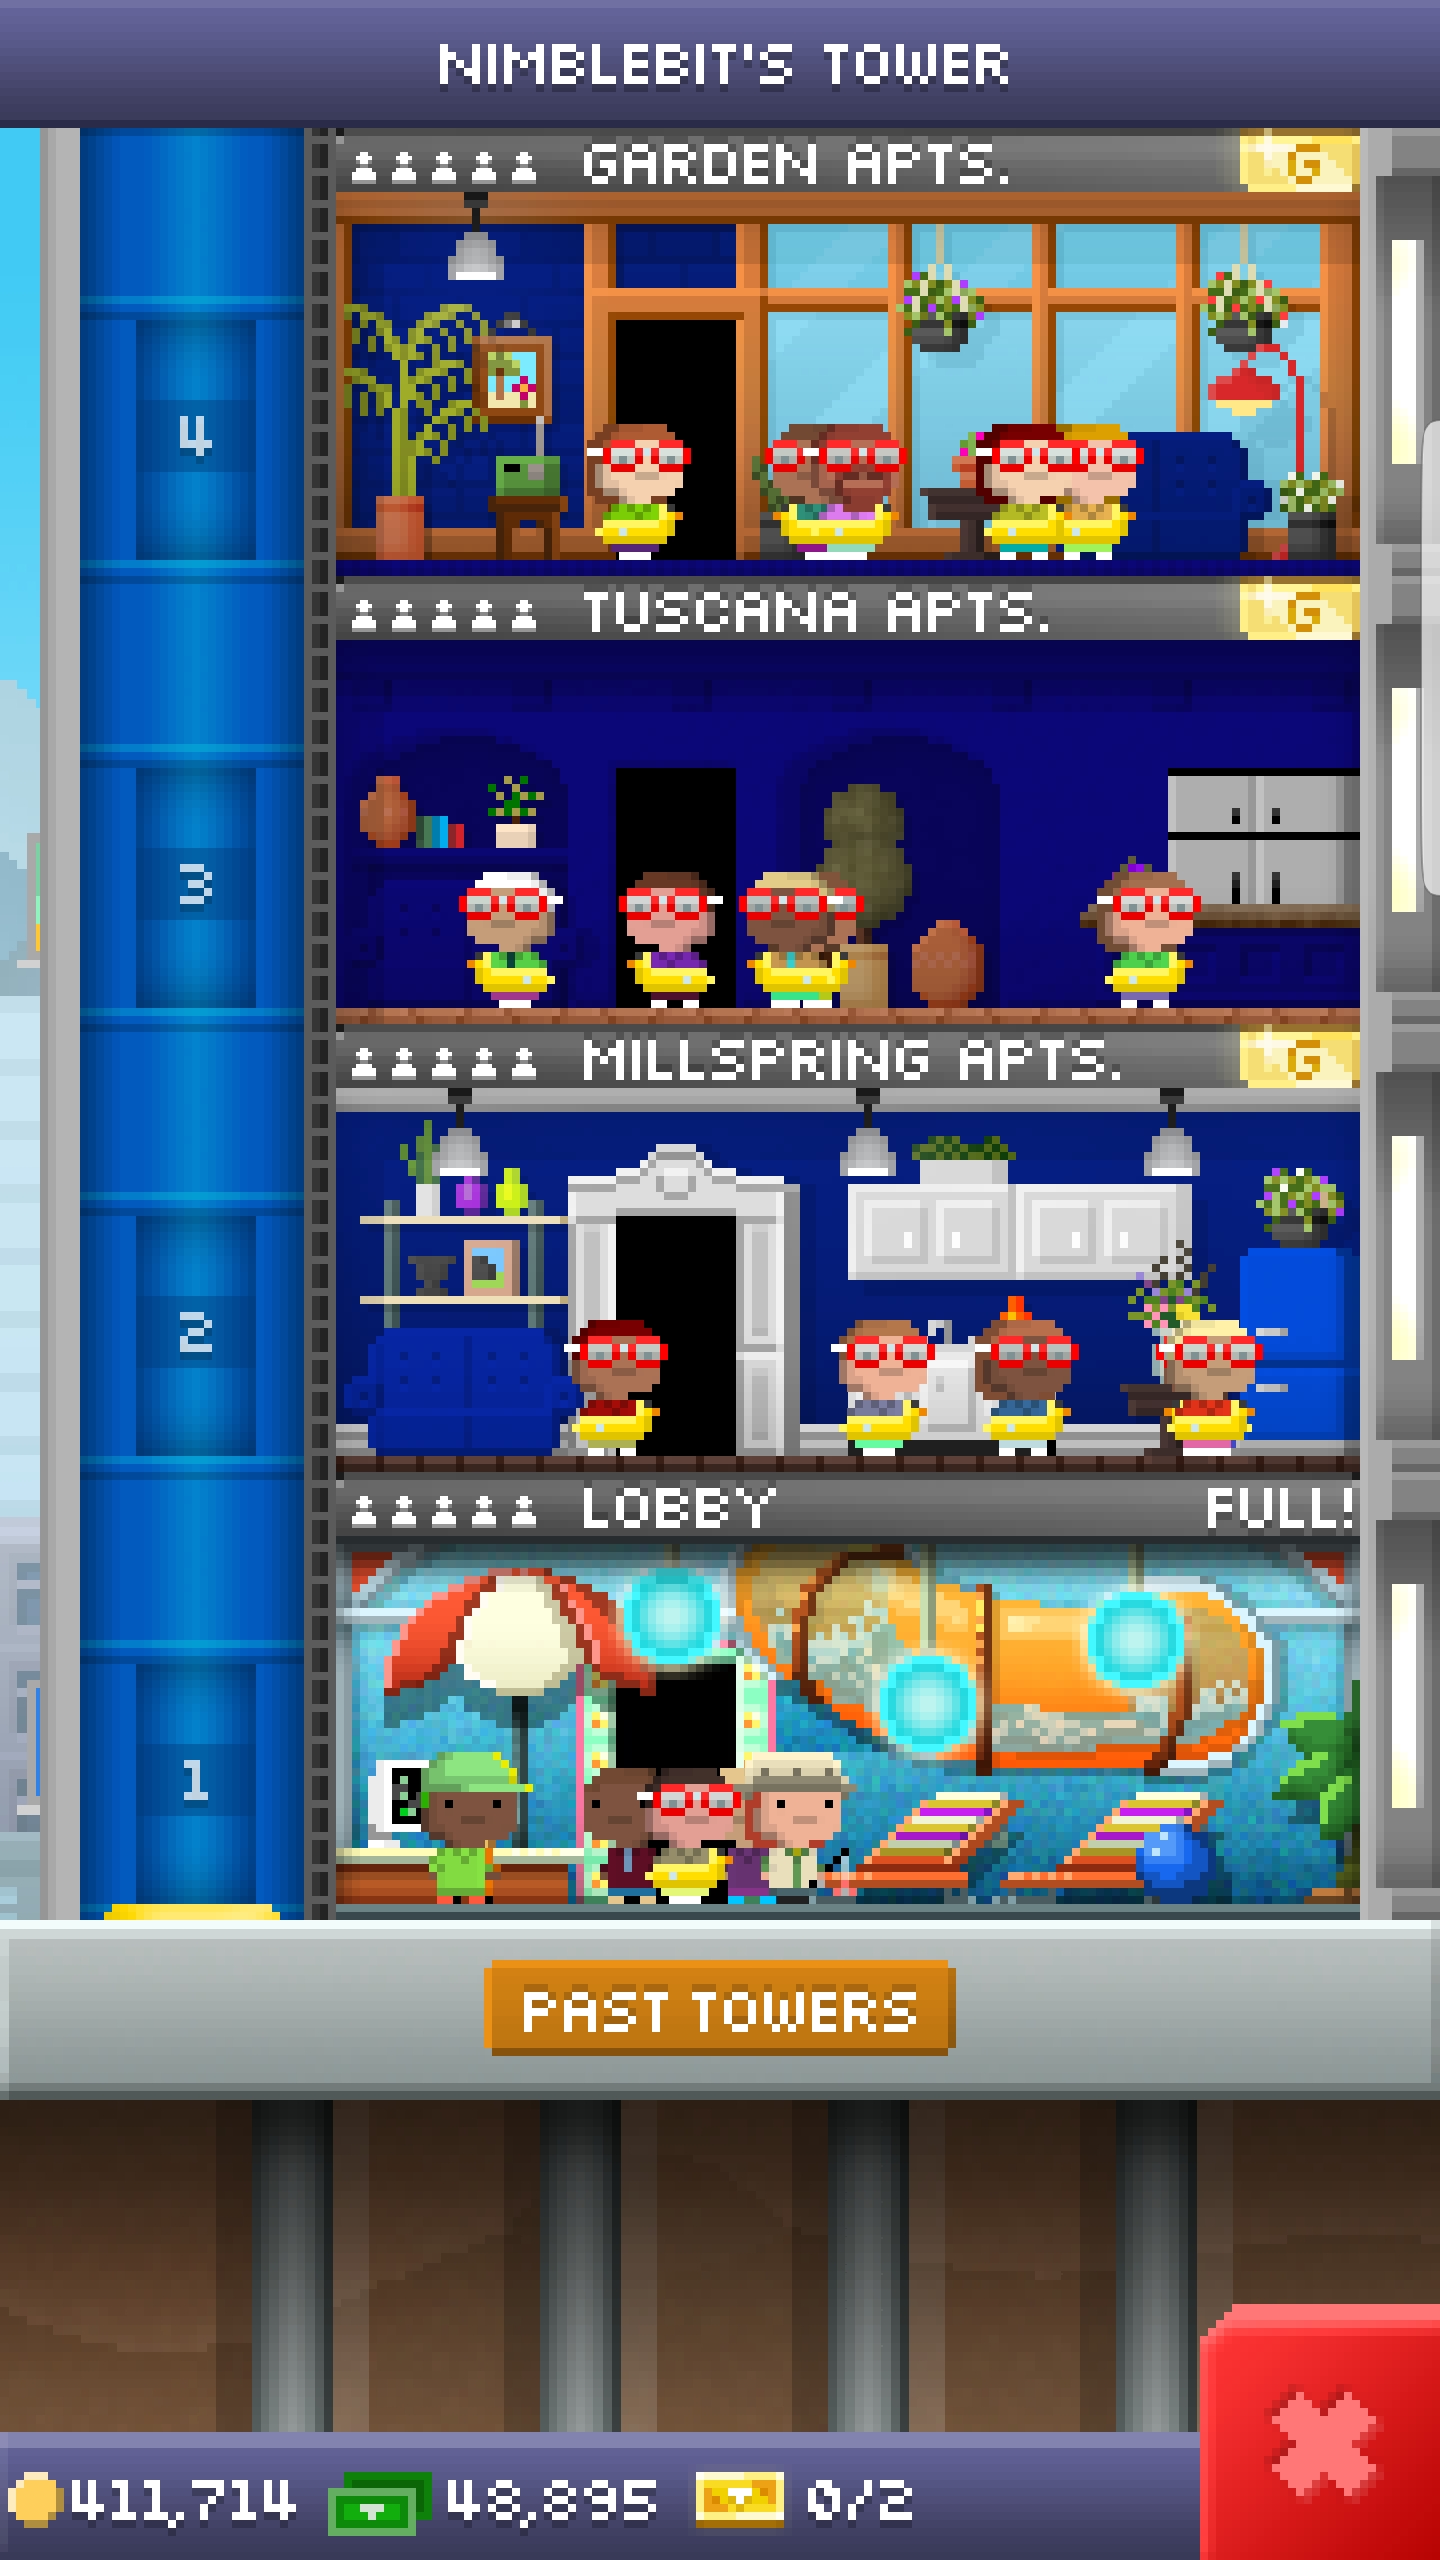 NIMBLEBIT'S TOWER
GARDEN APTS. G
4
TUSCANA APTS. G
3
MILLSPRING APTS. G
2
LOBBY FULL!
1
PAST TOWERS
411,714 48,895 0/2